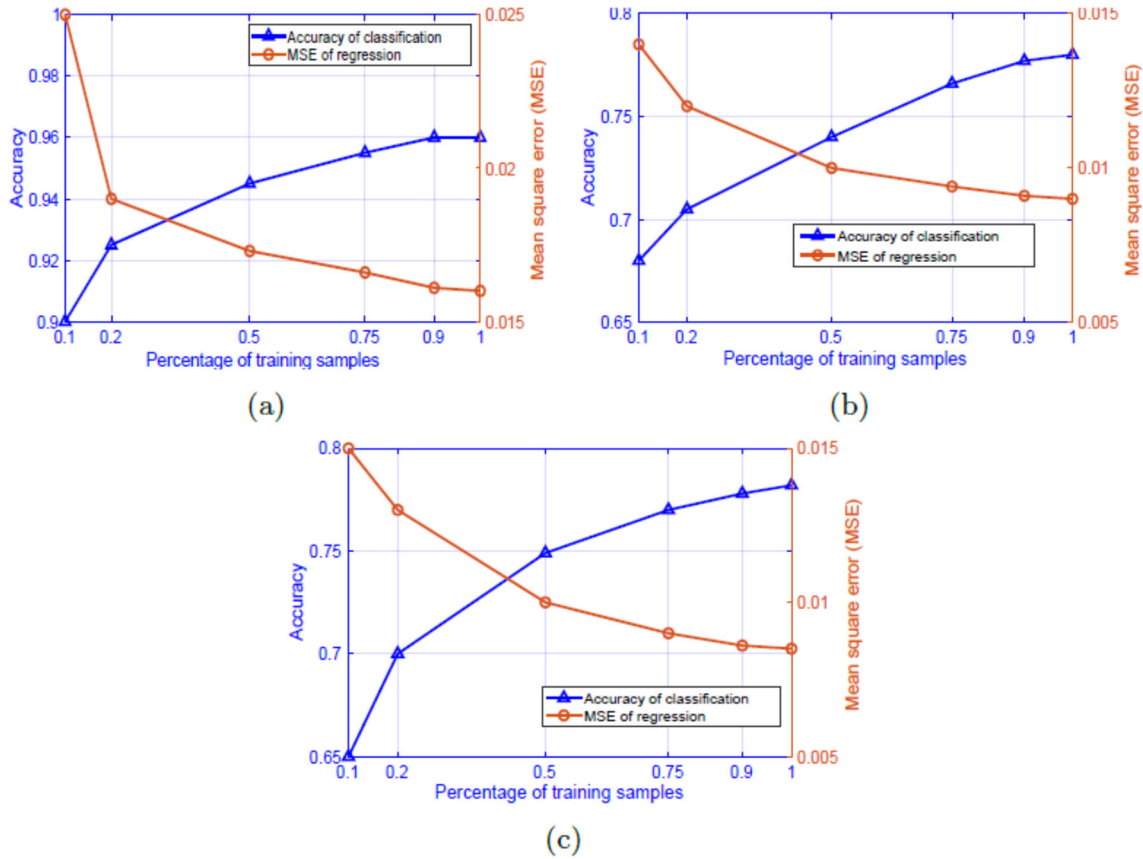 1
0.98
0.96
0.94
0.92
0.9
Accuracy
Accuracy of classification
MSE of regression
0.025
0.02
0.015
Mean square error (MSE)
0.1 0.2 0.5 0.75 0.9 1
Percentage of training samples
(a)
0.8
0.75
0.7
0.65
Accuracy
Accuracy of classification
MSE of regression
0.015
0.01
0.005
Mean square error (MSE)
0.1 0.2 0.5 0.75 0.9 1
Percentage of training samples
(b)
0.8
0.75
0.7
0.65
Accuracy
Accuracy of classification
MSE of regression
0.015
0.01
0.005
Mean square error (MSE)
0.1 0.2 0.5 0.75 0.9 1
Percentage of training samples
(c)